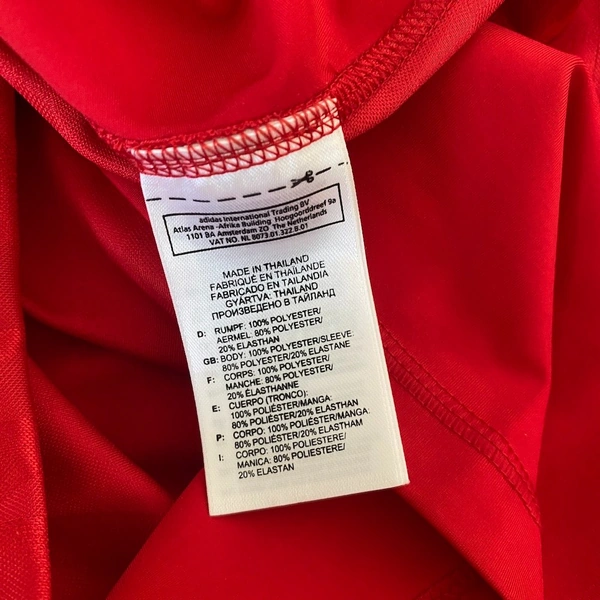 adidas International Trading BV
Atlas Arena -Afrika Building Hoogoorddreef 9a
1101 BA Amsterdam ZO The Netherlands
VAT NO. NL 8073.01.322.B.01
MADE IN THAILAND
FABRIQUÉ EN THAÏLANDE
FABRICADO EN TAILANDIA
GYÁRTVA: THAILAND
ПРОИЗВЕДЕНО В ТАЙЛАНД
D: RUMPF: 100% POLYESTER/
AERMEL: 80% POLYESTER/
20% ELASTHAN
GB: BODY: 100% POLYESTER/SLEEVE:
80% POLYESTER/20% ELASTANE
F: CORPS: 100% POLYESTER/
MANCHE: 80% POLYESTER/
20% ÉLASTHANNE
E: CUERPO (TRONCO):
100% POLIÉSTER/MANGA:
80% POLIÉSTER/20% ELASTHAN
P: CORPO: 100% POLIÉSTER/MANGA:
80% POLIÉSTER/20% ELASTHAM
I: CORPO: 100% POLIESTERE/
MANICA: 80% POLIESTERE/
20% ELASTAN